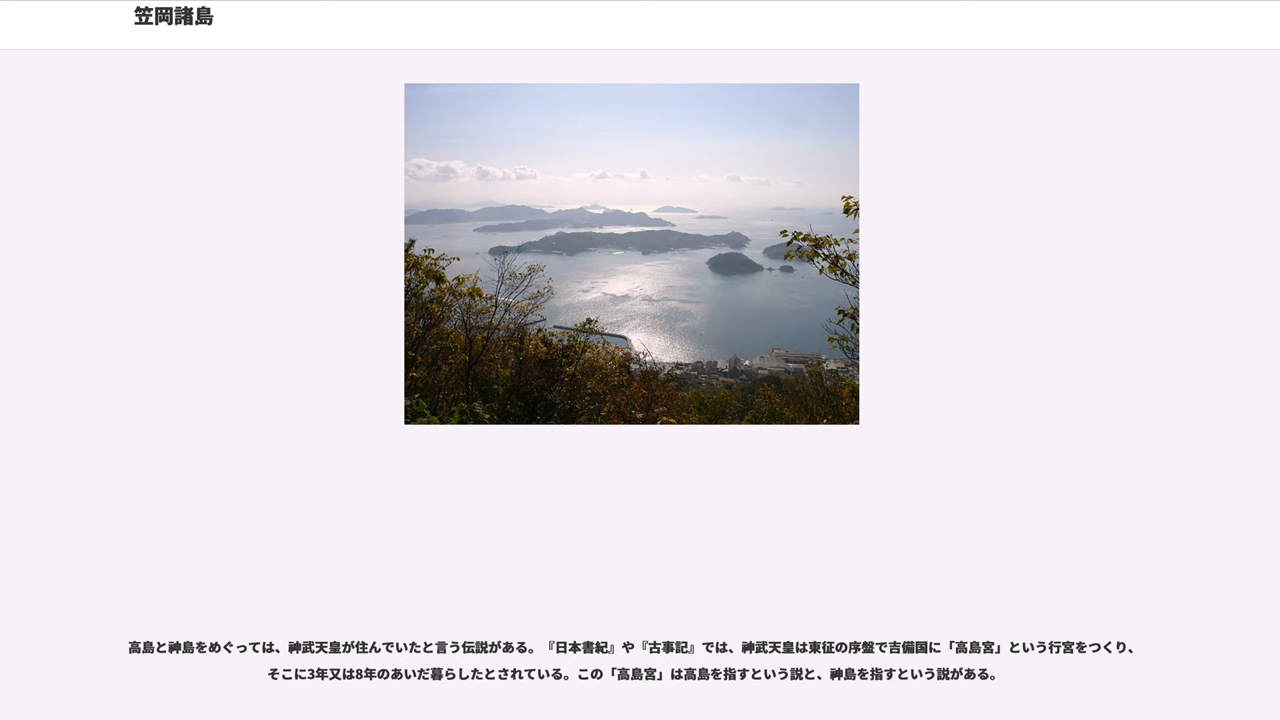 笠岡諸島
高島と神島をめぐっては、神武天皇が住んでいたと言う伝説がある。『日本書紀』や『古事記』では、神武天皇は東征の序盤で吉備国に「高島宮」という行宮をつくり、
そこに3年又は8年のあいだ暮らしたとされている。この「高島宮」は高島を指すという説と、神島を指すという説がある。